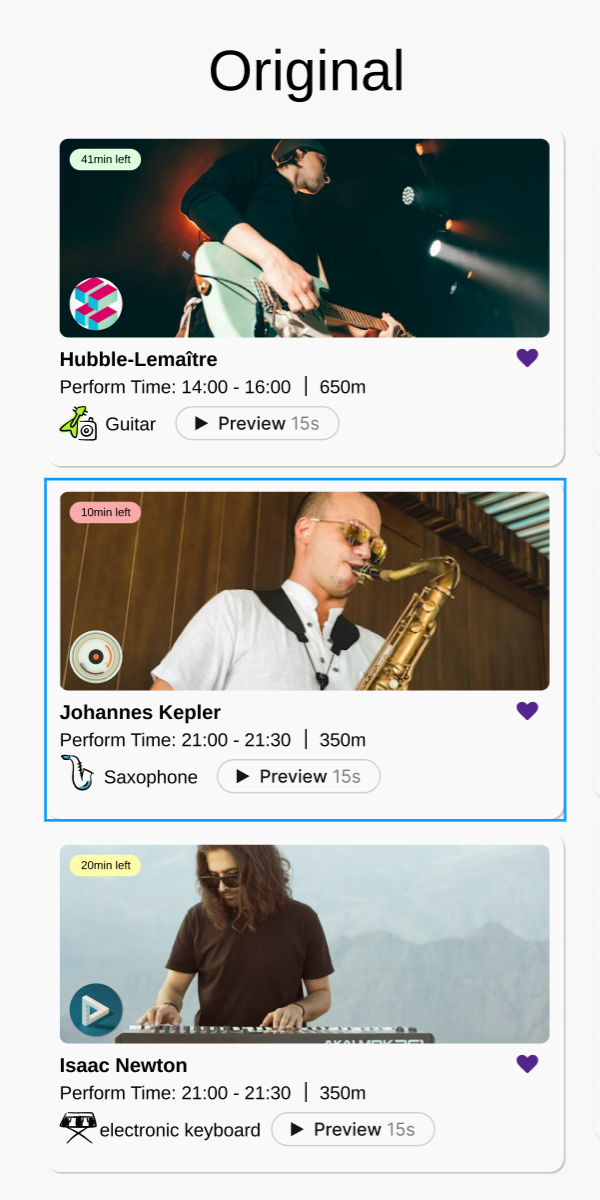 Original
41min left
Hubble-Lemaître
Perform Time: 14:00 - 16:00 | 650m
Guitar ▶ Preview 15s
10min left
Johannes Kepler
Perform Time: 21:00 - 21:30 | 350m
Saxophone ▶ Preview 15s
20min left
Isaac Newton
Perform Time: 21:00 - 21:30 | 350m
electronic keyboard ▶ Preview 15s